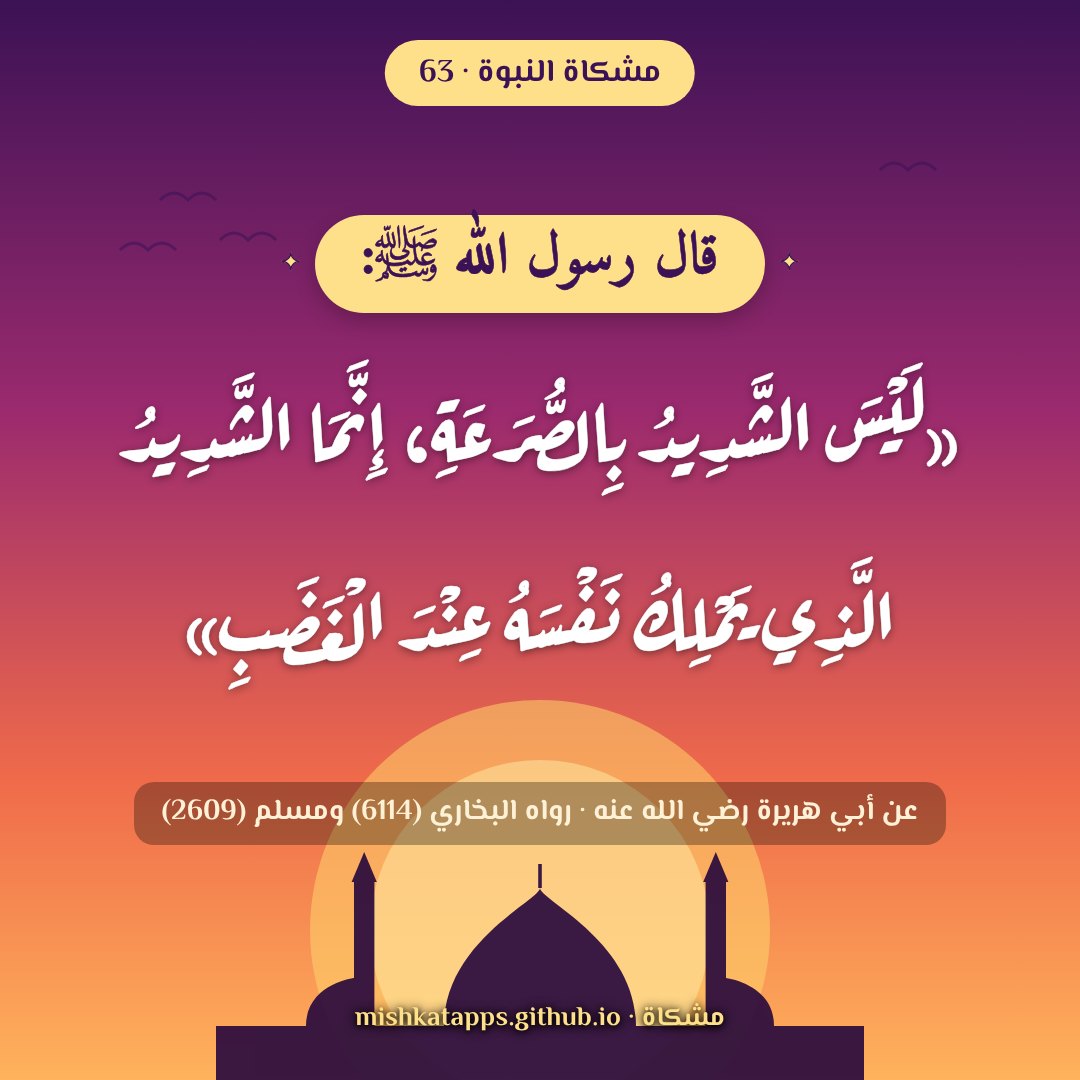 مشكاة النبوة · 63
قال رسول الله ﷺ:
«لَيْسَ الشَّدِيدُ بِالصُّرَعَةِ، إِنَّمَا الشَّدِيدُ
الَّذِي يَمْلِكُ نَفْسَهُ عِنْدَ الْغَضَبِ»
عن أبي هريرة رضي الله عنه · رواه البخاري (6114) ومسلم (2609)
مشكاة · mishkatapps.github.io